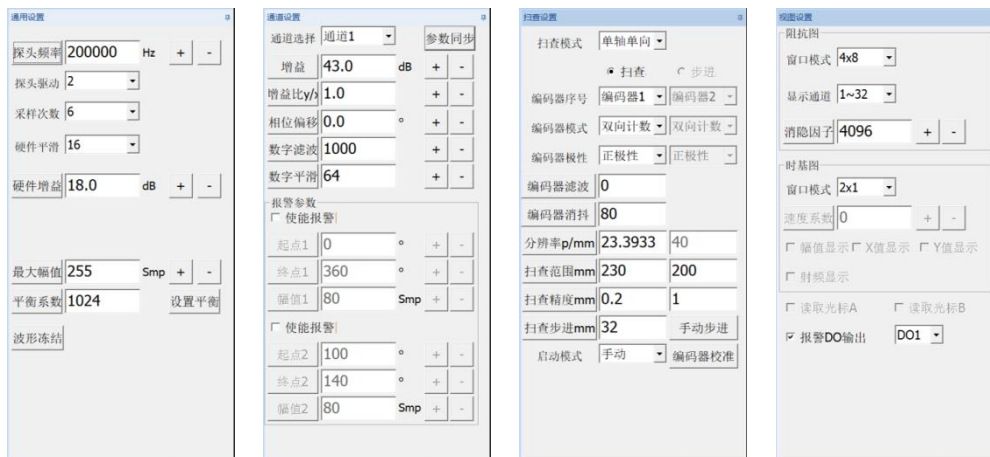 通用设置
探头频率 200000 Hz + -
探头驱动 2
采样次数 6
硬件平滑 16
硬件增益 18.0 dB + -
最大幅值 255 Smp + -
平衡系数 1024 设置平衡
波形冻结
通道设置
通道选择 通道1 参数同步
增益 43.0 dB + -
增益比y/x 1.0 + -
相位偏移 0.0 ° + -
数字滤波 1000 + -
数字平滑 64 + -
报警参数
使能报警
起点1 0 ° + -
终点1 360 ° + -
幅值1 80 Smp + -
使能报警
起点2 100 ° + -
终点2 140 ° + -
幅值2 80 Smp + -
扫查设置
扫查模式 单轴单向
扫查 步进
编码器序号 编码器1 编码器2
编码器模式 双向计数 双向计数
编码器极性 正极性 正极性
编码器滤波 0
编码器消抖 80
分辨率p/mm 23.3933 40
扫查范围mm 230 200
扫查精度mm 0.2 1
扫查步进mm 32 手动步进
启动模式 手动 编码器校准
视图设置
阻抗图
窗口模式 4x8
显示通道 1~32
消隐因子 4096 + -
时基图
窗口模式 2x1
速度系数 0 + -
幅值显示 X值显示 Y值显示
射频显示
读取光标A 读取光标B
报警DO输出 DO1